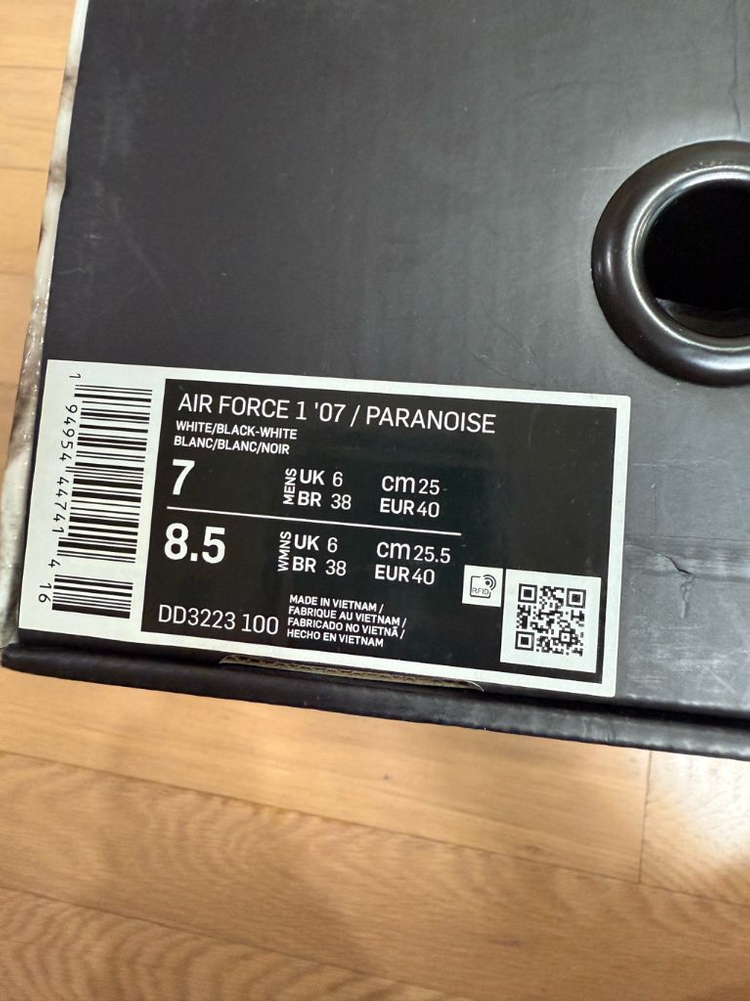 AIR FORCE 1 '07 / PARANOISE
WHITE/BLACK-WHITE
BLANC/BLANC/NOIR
7 MENS UK 6 cm 25
BR 38 EUR 40
8.5 WMNS UK 6 cm 25.5
BR 38 EUR 40
RFID
DD3223 100
MADE IN VIETNAM /
FABRIQUE AU VIETNAM /
FABRICADO NO VIETNÃ /
HECHO EN VIETNAM
1 94954 44741 4 16